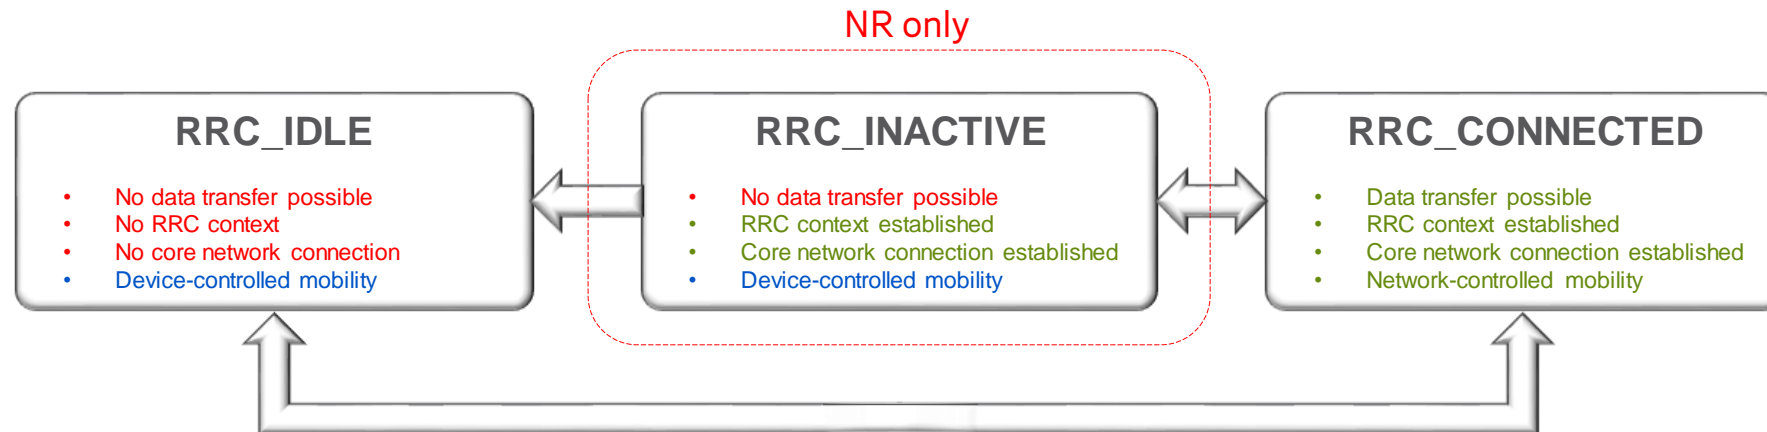 NR only
RRC_IDLE
• No data transfer possible
• No RRC context
• No core network connection
• Device-controlled mobility
RRC_INACTIVE
• No data transfer possible
• RRC context established
• Core network connection established
• Device-controlled mobility
RRC_CONNECTED
• Data transfer possible
• RRC context established
• Core network connection established
• Network-controlled mobility